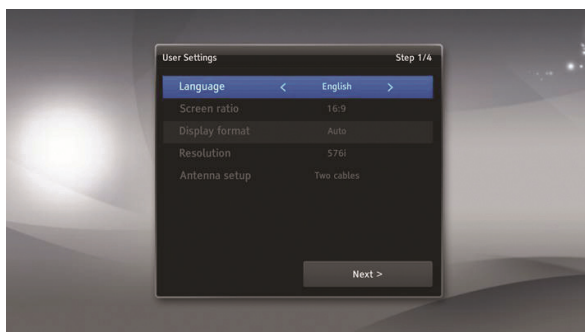 User Settings Step 1/4
Language < English >
Screen ratio 16:9
Display format Auto
Resolution 576i
Antenna setup Two cables
Next >